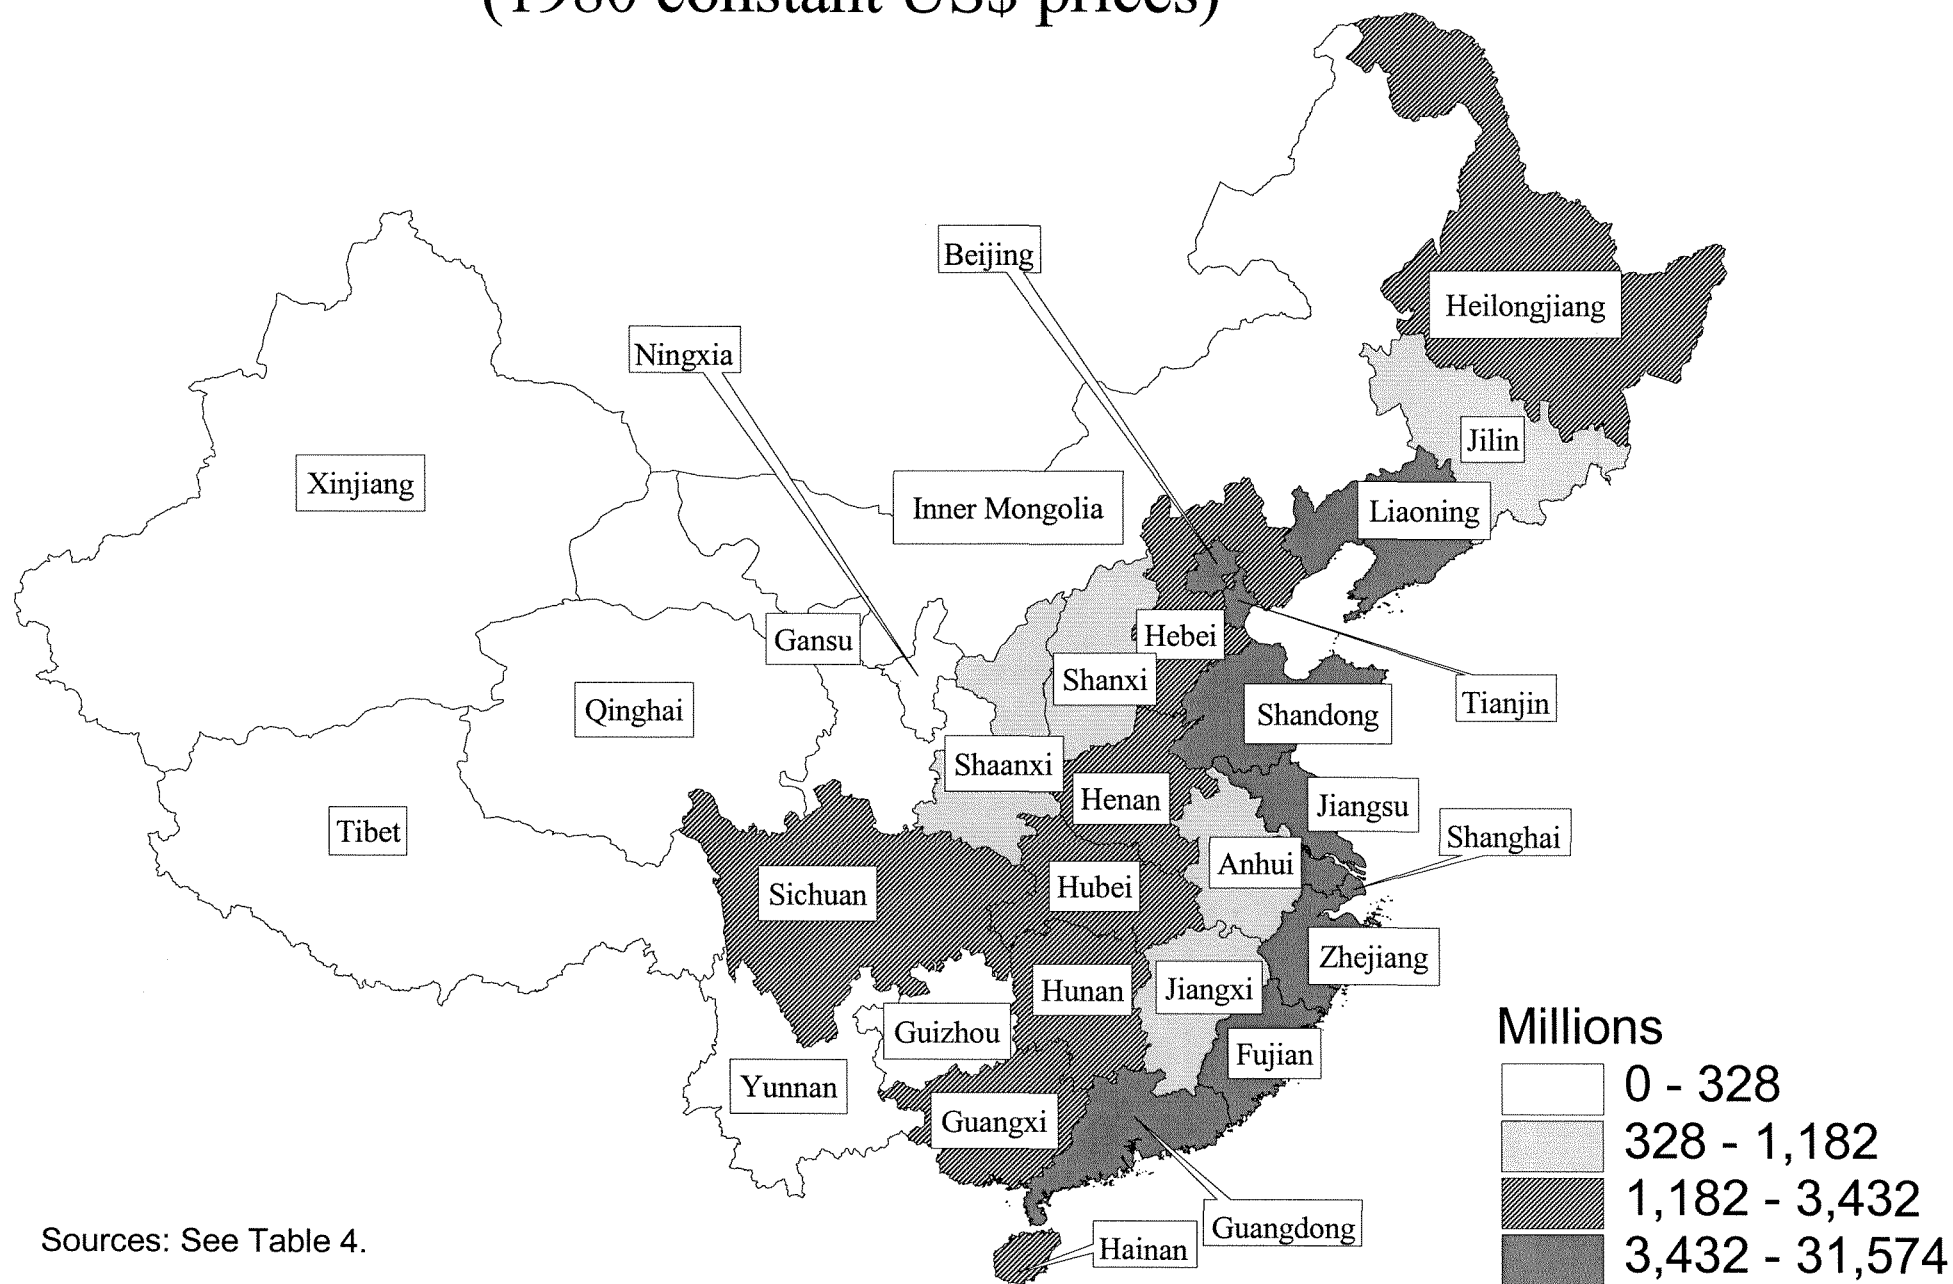 (1980 constant US$ prices)
Beijing
Heilongjiang
Ningxia
Jilin
Xinjiang
Inner Mongolia
Liaoning
Gansu
Hebei
Shanxi
Tianjin
Qinghai
Shandong
Shaanxi
Henan
Jiangsu
Tibet
Shanghai
Anhui
Sichuan
Hubei
Zhejiang
Hunan
Jiangxi
Guizhou
Fujian
Yunnan
Guangxi
Guangdong
Hainan
Millions
0 - 328
328 - 1,182
1,182 - 3,432
3,432 - 31,574
Sources: See Table 4.